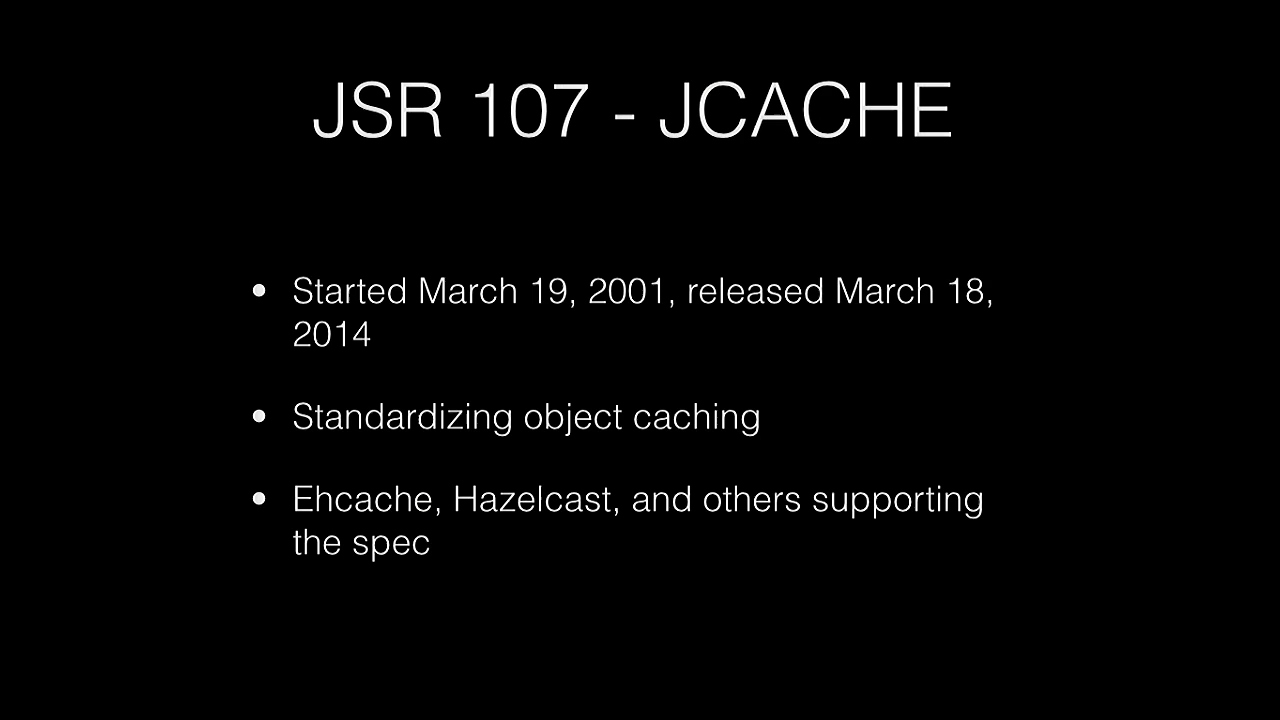 JSR 107 - JCACHE
• Started March 19, 2001, released March 18,
2014
• Standardizing object caching
• Ehcache, Hazelcast, and others supporting
the spec